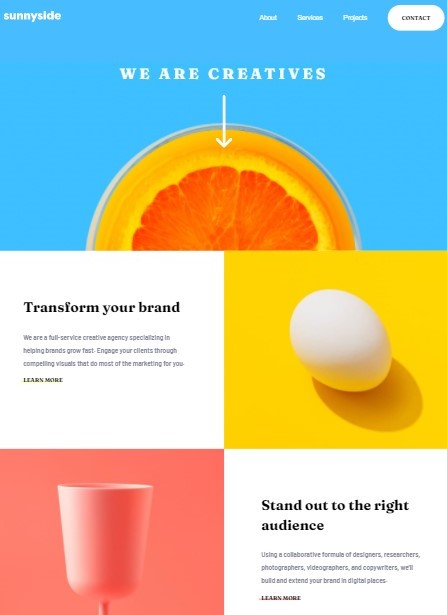 sunnyside
About Services Projects CONTACT
WE ARE CREATIVES
Transform your brand
We are a full-service creative agency specializing in
helping brands grow fast. Engage your clients through
compelling visuals that do most of the marketing for you.
LEARN MORE
Stand out to the right
audience
Using a collaborative formula of designers, researchers,
photographers, videographers, and copywriters, we'll
build and extend your brand in digital places.
LEARN MORE